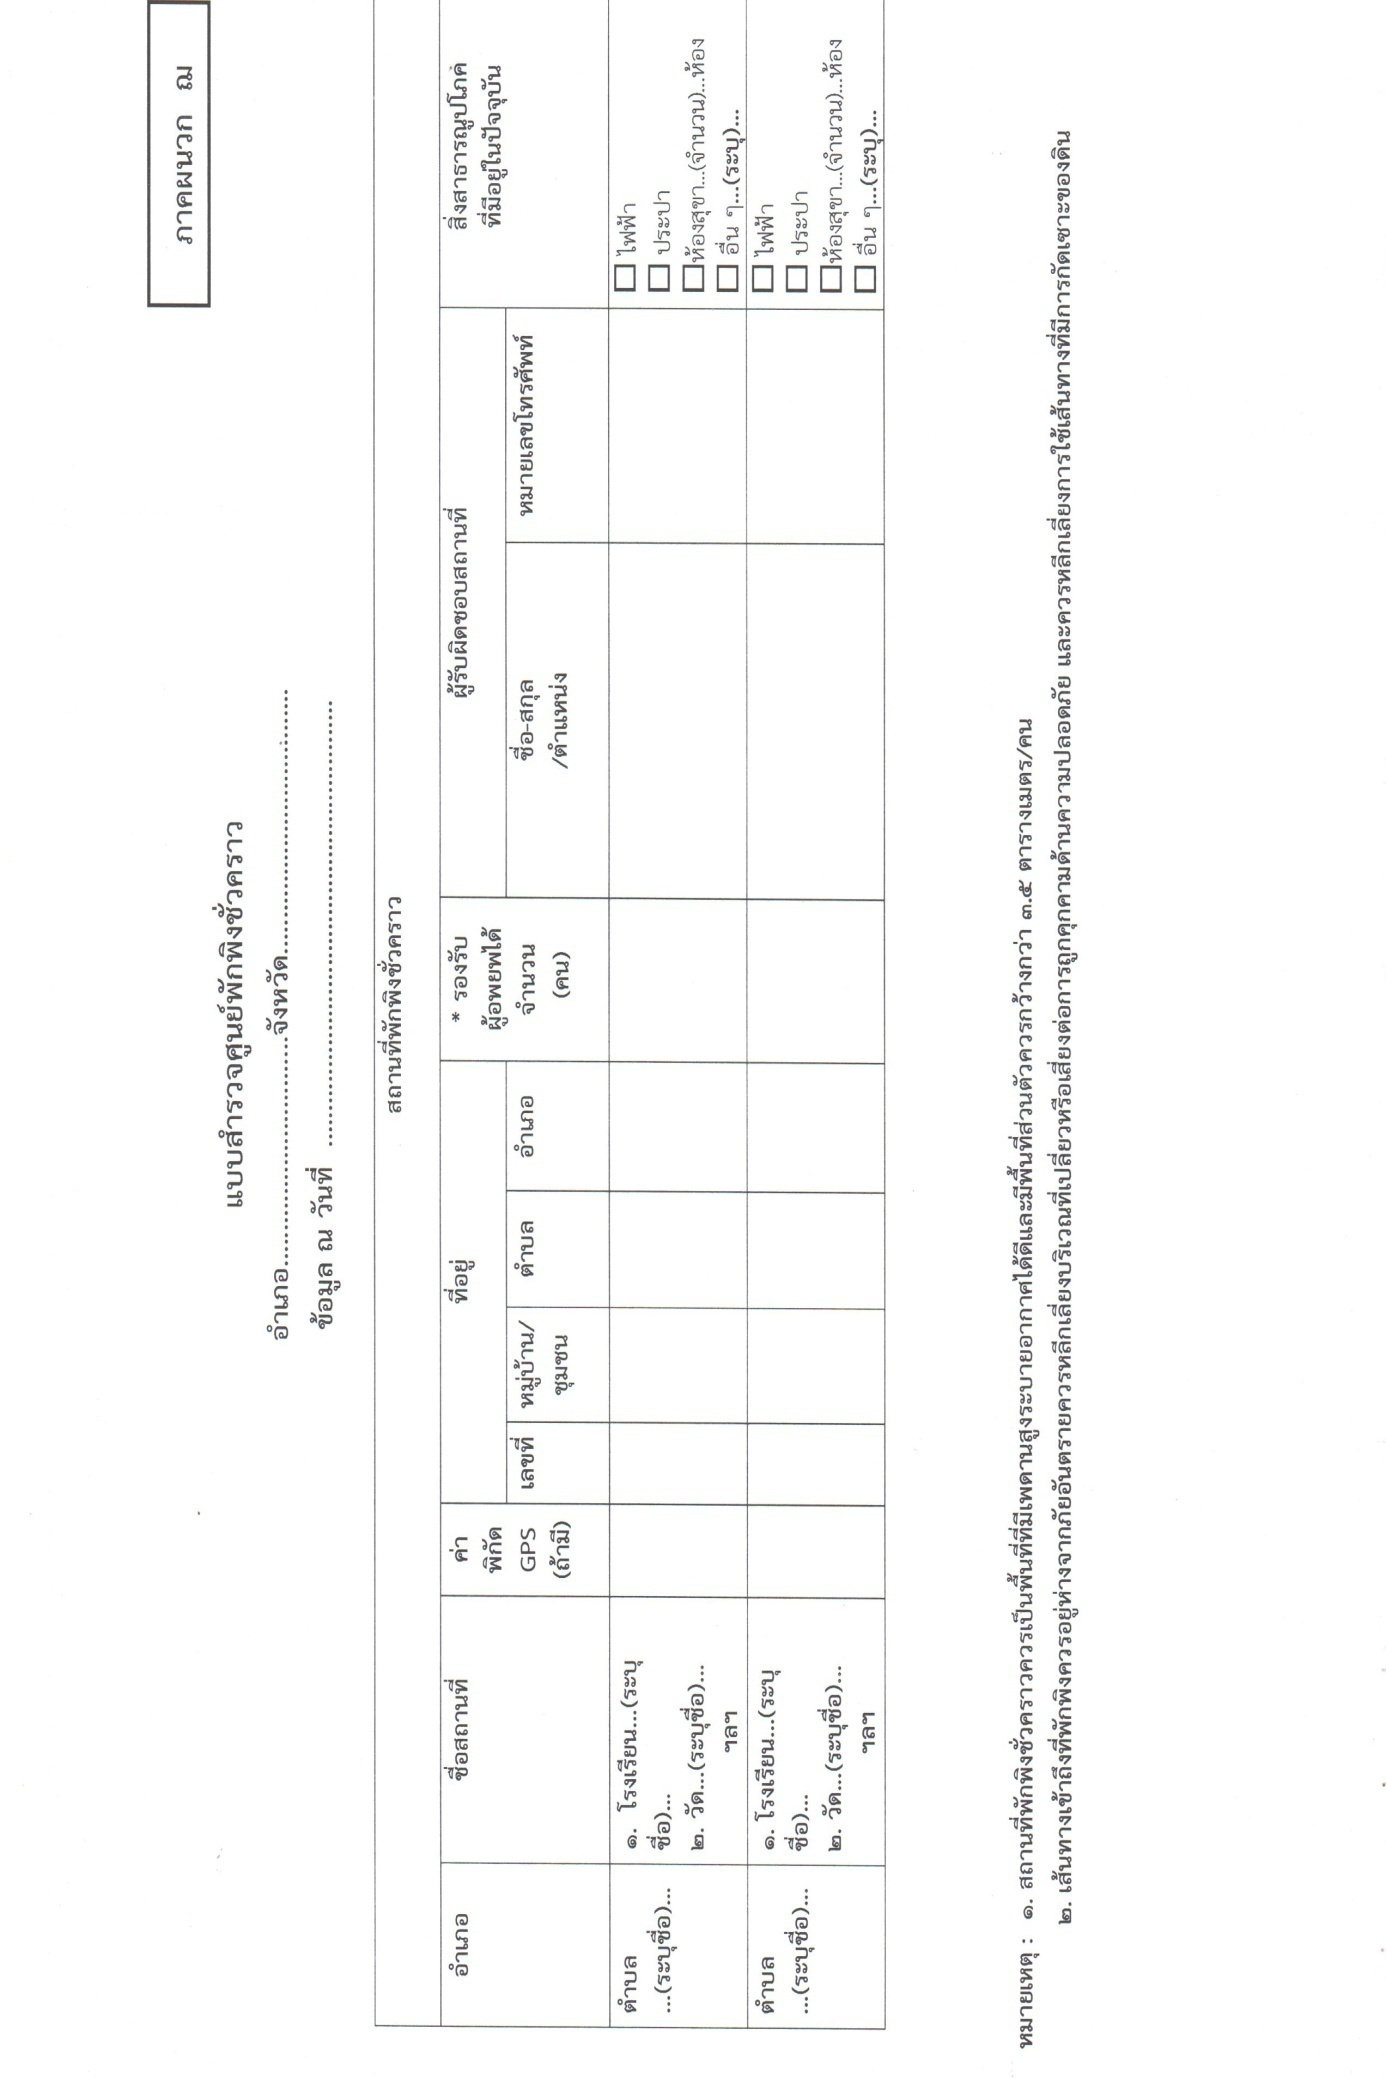 ภาคผนวก ฌ
แบบสำรวจศูนย์พักพิงชั่วคราว
อำเภอ........................................จังหวัด........................................
ข้อมูล ณ วันที่ ................................................................
สถานที่พักพิงชั่วคราว
อำเภอ
ชื่อสถานที่
ค่า
พิกัด
GPS
(ถ้ามี)
ที่อยู่
เลขที่
หมู่บ้าน/
ชุมชน
ตำบล
อำเภอ
* รองรับ
ผู้อพยพได้
จำนวน
(คน)
ผู้รับผิดชอบสถานที่
ชื่อ-สกุล
/ตำแหน่ง
หมายเลขโทรศัพท์
สิ่งสาธารณูปโภค
ที่มีอยู่ในปัจจุบัน
ตำบล
...(ระบุชื่อ)...
๑. โรงเรียน...(ระบุ
ชื่อ)...
๒. วัด...(ระบุชื่อ)...
ฯลฯ
☐ ไฟฟ้า
☐ ประปา
☐ห้องสุขา...(จำนวน)...ห้อง
☐ อื่น ๆ...(ระบุ)...
ตำบล
...(ระบุชื่อ)...
๑. โรงเรียน...(ระบุ
ชื่อ)...
๒. วัด...(ระบุชื่อ)...
ฯลฯ
☐ ไฟฟ้า
☐ ประปา
☐ห้องสุขา...(จำนวน)...ห้อง
☐ อื่น ๆ...(ระบุ)...
หมายเหตุ : ๑. สถานที่พักพิงชั่วคราวควรเป็นพื้นที่ที่มีเพดานสูงระบายอากาศได้ดีและมีพื้นที่ส่วนตัวควรกว้างกว่า ๓.๕ ตารางเมตร/คน
๒. เส้นทางเข้าถึงที่พักพิงควรอยู่ห่างจากภัยอันตรายควรหลีกเลี่ยงบริเวณที่เปลี่ยวหรือเสี่ยงต่อการถูกคุกคามด้านความปลอดภัย และควรหลีกเลี่ยงการใช้เส้นทางที่มีการกัดเซาะของดิน